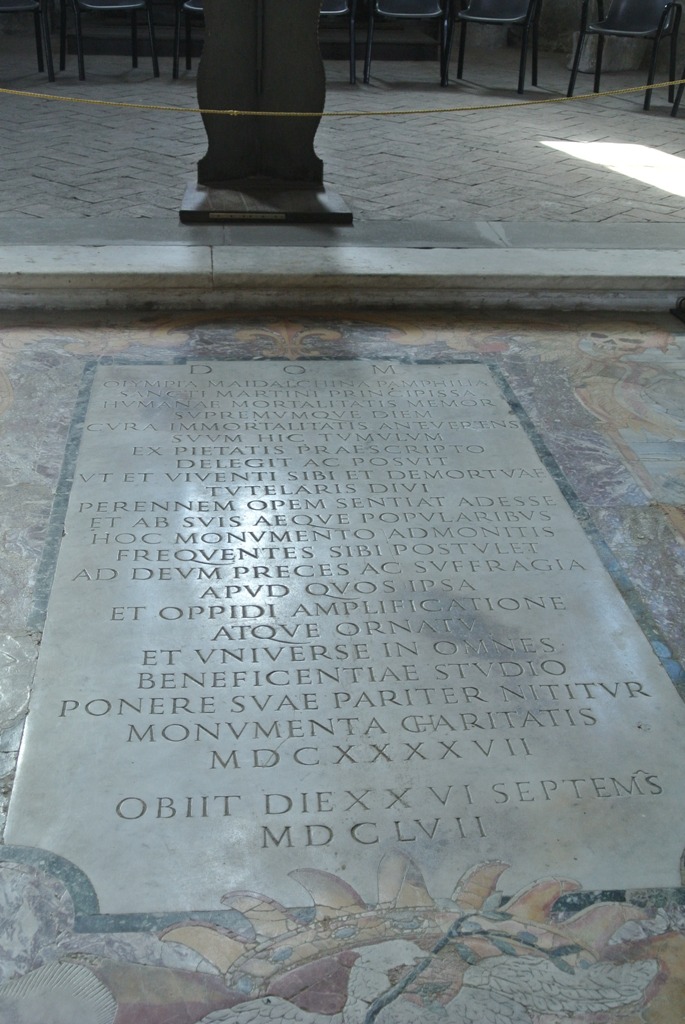 D O M
OLYMPIA MAIDALCHINA PAMPHILIA
SANCTI MARTINI PRINCIPISSA
HVMANAE MORTALITATIS MEMOR
SVPREMVMQVE DIEM
CVRA IMMORTALITATIS ANTEVERTENS
SVVM HIC TVMVLVM
EX PIETATIS PRAESCRIPTO
DELEGIT AC POSVIT
VT ET VIVENTI SIBI ET DEMORTVAE
TVTELARIS DIVI
PERENNEM OPEM SENTIAT ADESSE
ET AB SVIS AEQVE POPVLARIBVS
HOC MONVMENTO ADMONITIS
FREQVENTES SIBI POSTVLET
AD DEVM PRECES AC SVFFRAGIA
APVD QVOS IPSA
ET OPPIDI AMPLIFICATIONE
ATQVE ORNATV
ET VNIVERSE IN OMNES
BENEFICENTIAE STVDIO
PONERE SVAE PARITER NITITVR
MONVMENTA CHARITATIS
MDCXXXXVII
OBIIT DIE XXVI SEPTEMS
MDCLVII